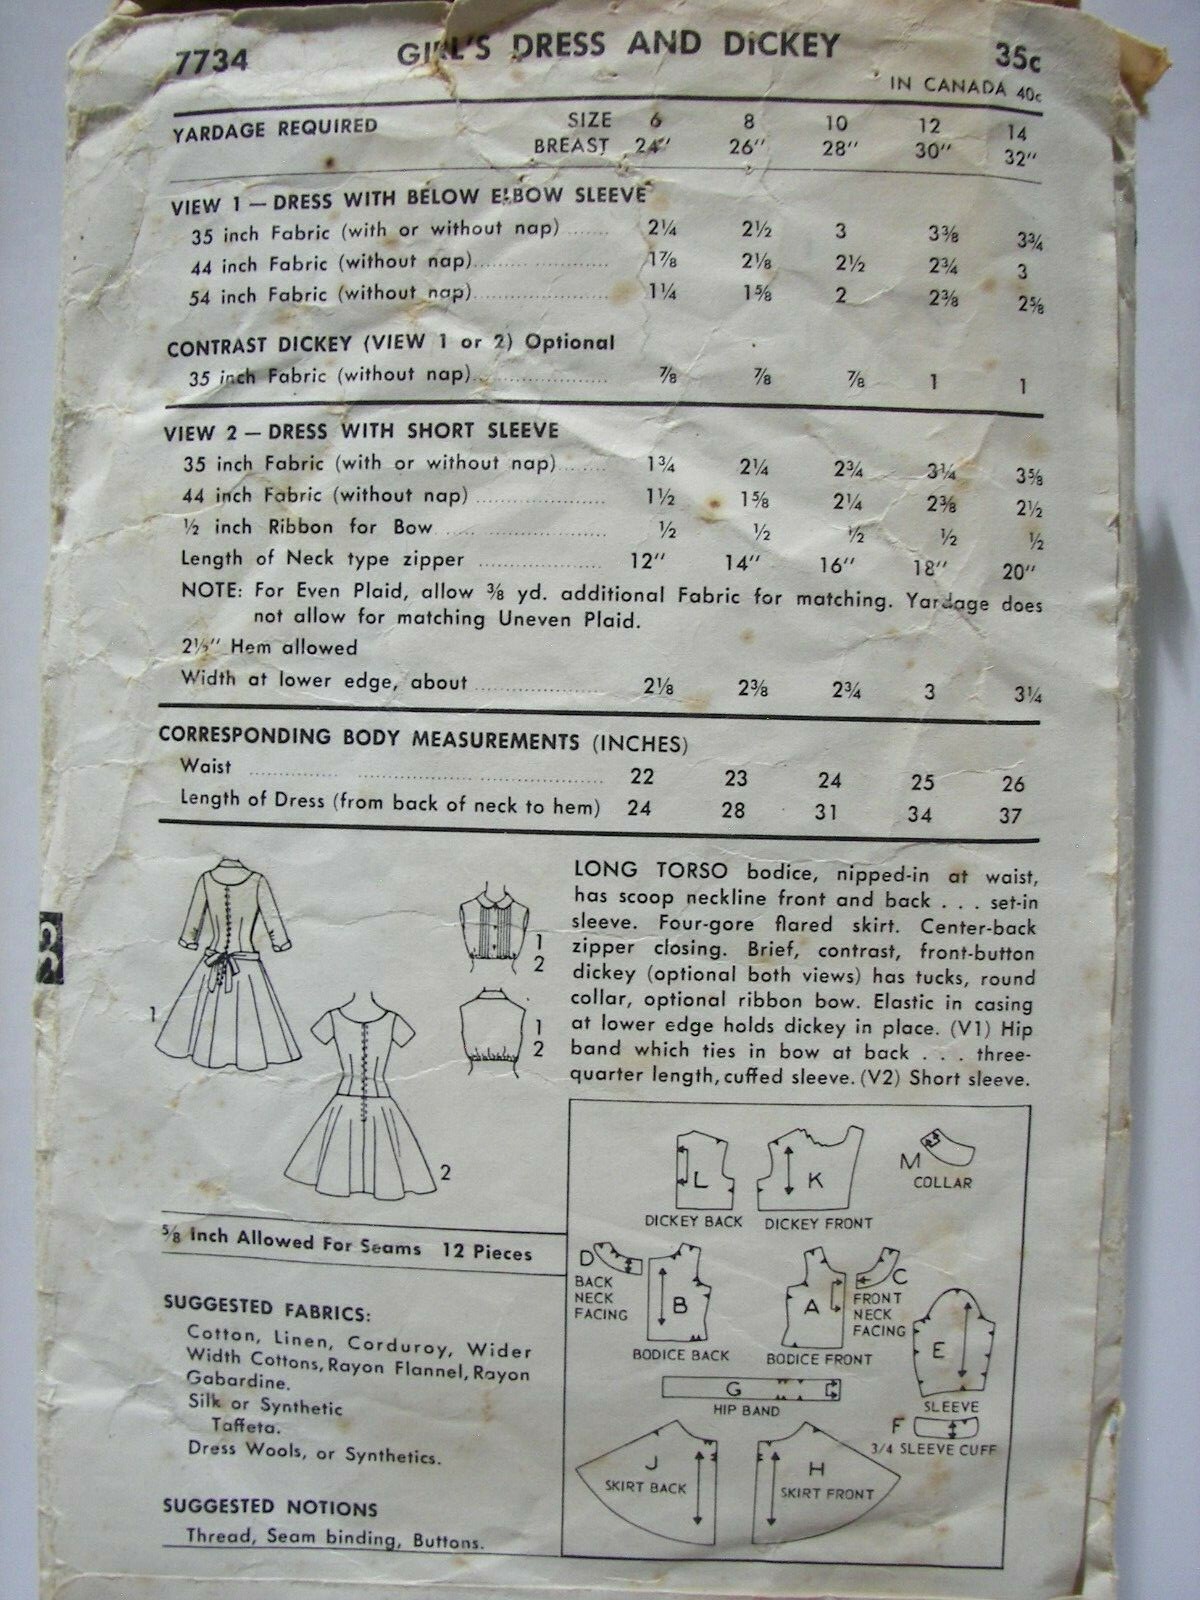 7734 GIRL'S DRESS AND DICKEY 35c
IN CANADA 40c
YARDAGE REQUIRED SIZE 6 8 10 12 14
BREAST 24" 26" 28" 30" 32"
VIEW 1 — DRESS WITH BELOW ELBOW SLEEVE
35 inch Fabric (with or without nap) ....... 2¼ 2½ 3 3⅜ 3¾
44 inch Fabric (without nap) ....... 1⅞ 2⅛ 2½ 2¾ 3
54 inch Fabric (without nap) ....... 1¼ 1⅝ 2 2⅜ 2⅝
CONTRAST DICKEY (VIEW 1 or 2) Optional
35 inch Fabric (without nap) ....... ⅞ ⅞ ⅞ 1 1
VIEW 2 — DRESS WITH SHORT SLEEVE
35 inch Fabric (with or without nap) ....... 1¾ 2¼ 2¾ 3¼ 3⅝
44 inch Fabric (without nap) ....... 1½ 1⅝ 2¼ 2⅜ 2½
½ inch Ribbon for Bow ....... ½ ½ ½ ½ ½
Length of Neck type zipper ....... 12" 14" 16" 18" 20"
NOTE: For Even Plaid, allow ⅜ yd. additional Fabric for matching. Yardage does
not allow for matching Uneven Plaid.
2½" Hem allowed
Width at lower edge, about ....... 2⅛ 2⅜ 2¾ 3 3¼
CORRESPONDING BODY MEASUREMENTS (INCHES)
Waist ....... 22 23 24 25 26
Length of Dress (from back of neck to hem) 24 28 31 34 37
LONG TORSO bodice, nipped-in at waist,
has scoop neckline front and back . . . set-in
sleeve. Four-gore flared skirt. Center-back
zipper closing. Brief, contrast, front-button
dickey (optional both views) has tucks, round
collar, optional ribbon bow. Elastic in casing
at lower edge holds dickey in place. (V1) Hip
band which ties in bow at back . . . three-
quarter length, cuffed sleeve. (V2) Short sleeve.
1
2
1
2
1
2
⅝ Inch Allowed For Seams 12 Pieces
SUGGESTED FABRICS:
Cotton, Linen, Corduroy, Wider
Width Cottons, Rayon Flannel, Rayon
Gabardine.
Silk or Synthetic
Taffeta.
Dress Wools, or Synthetics.
SUGGESTED NOTIONS
Thread, Seam binding, Buttons.
L
DICKEY BACK
K
DICKEY FRONT
M
COLLAR
D
BACK
NECK
FACING
B
BODICE BACK
A
BODICE FRONT
C
FRONT
NECK
FACING
E
SLEEVE
G
HIP BAND
F
3/4 SLEEVE CUFF
J
SKIRT BACK
H
SKIRT FRONT